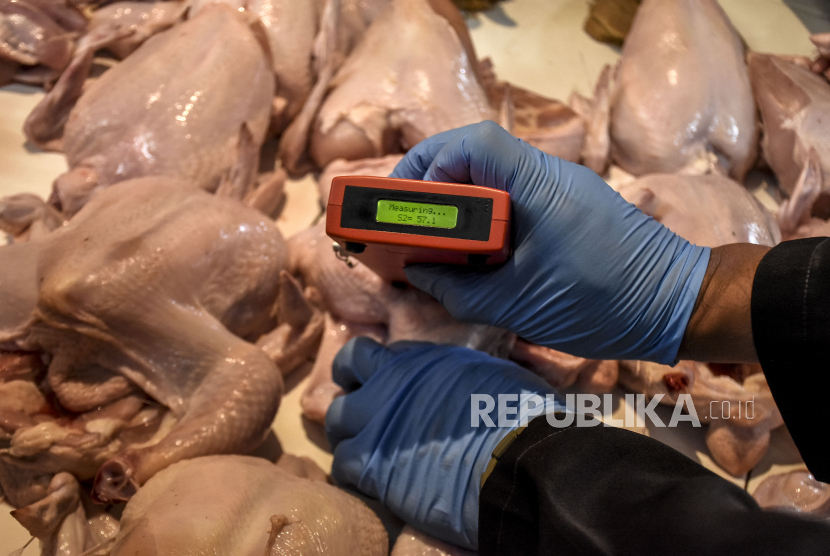 Measuring...
S2= 57.1
REPUBLIKA.co.id